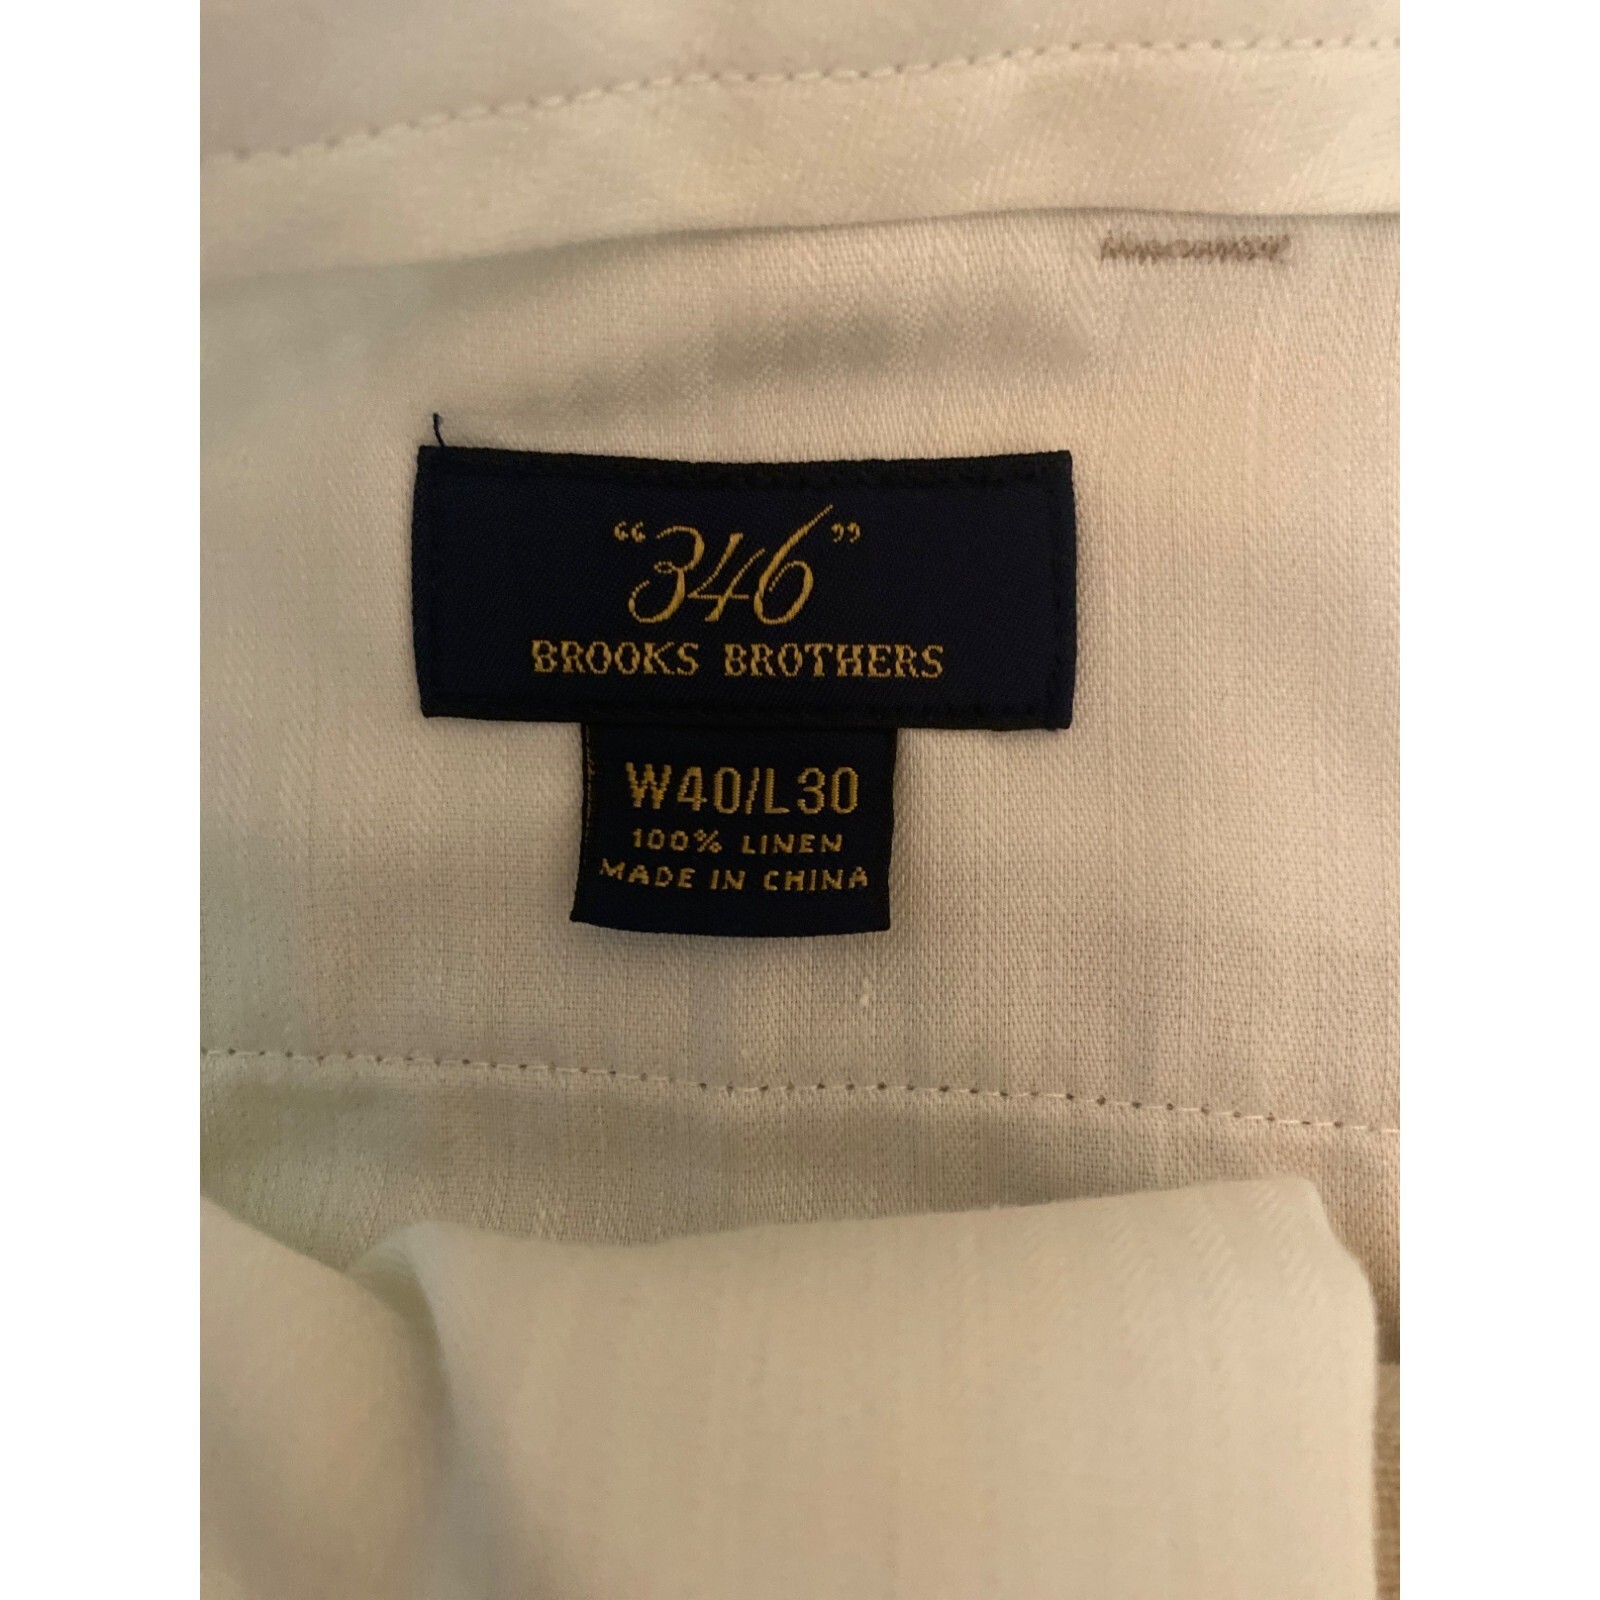 “346”
BROOKS BROTHERS
W40/L30
100% LINEN
MADE IN CHINA